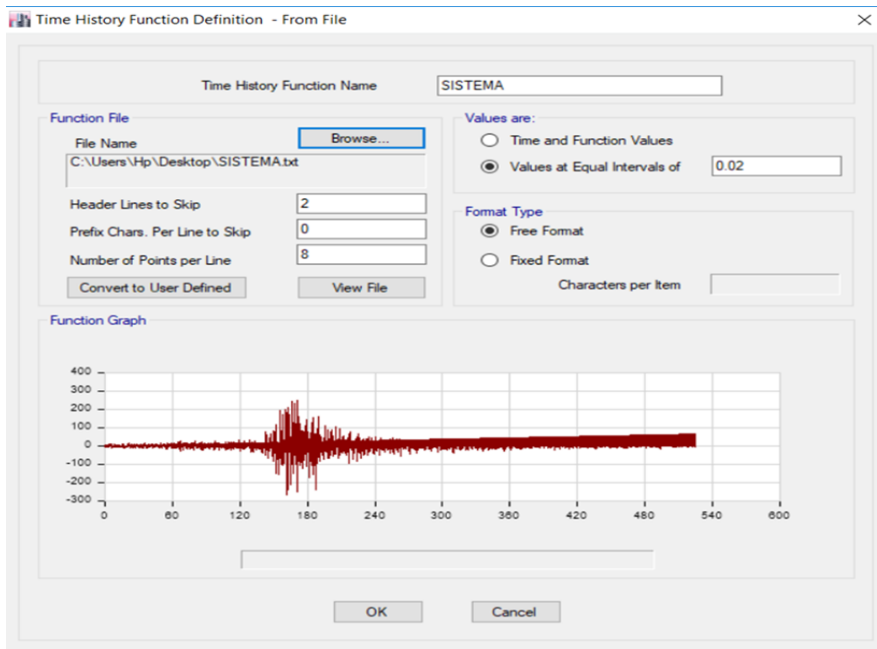 Time History Function Definition - From File
Time History Function Name SISTEMA
Function File
File Name Browse...
C:\Users\Hp\Desktop\SISTEMA.txt
Header Lines to Skip 2
Prefix Chars. Per Line to Skip 0
Number of Points per Line 8
Convert to User Defined View File
Values are:
Time and Function Values
Values at Equal Intervals of 0.02
Format Type
Free Format
Fixed Format
Characters per Item
Function Graph
400
300
200
100
0
-100
-200
-300
0 60 120 180 240 300 360 420 480 540 600
OK Cancel